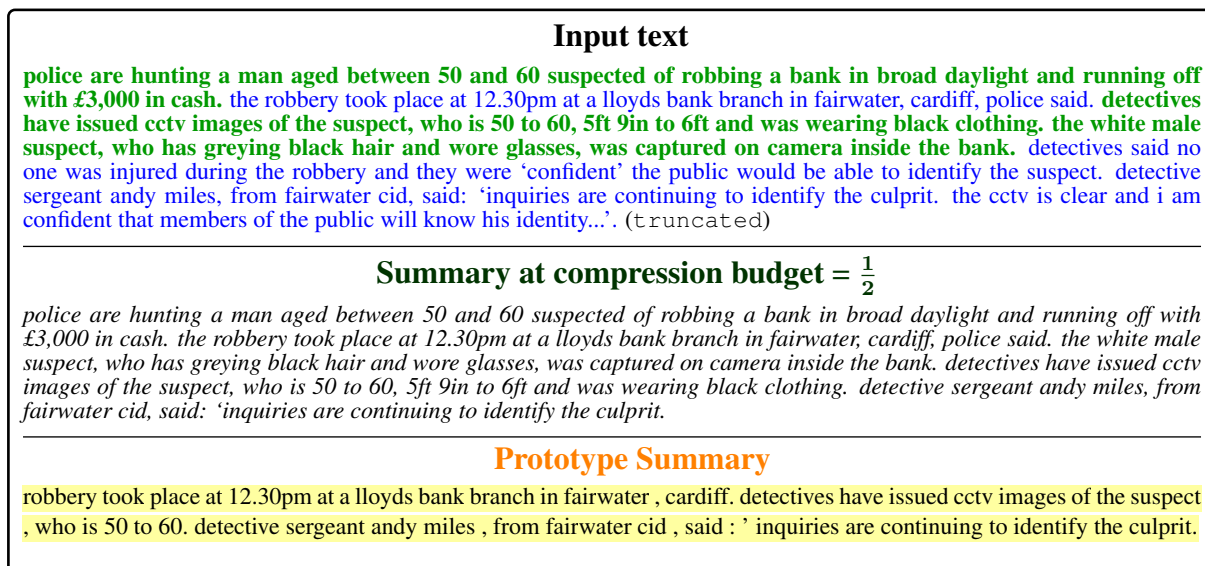 Input text
police are hunting a man aged between 50 and 60 suspected of robbing a bank in broad daylight and running off
with £3,000 in cash. the robbery took place at 12.30pm at a lloyds bank branch in fairwater, cardiff, police said. detectives
have issued cctv images of the suspect, who is 50 to 60, 5ft 9in to 6ft and was wearing black clothing. the white male
suspect, who has greying black hair and wore glasses, was captured on camera inside the bank. detectives said no
one was injured during the robbery and they were ‘confident’ the public would be able to identify the suspect. detective
sergeant andy miles, from fairwater cid, said: ‘inquiries are continuing to identify the culprit. the cctv is clear and i am
confident that members of the public will know his identity...’. (truncated)
Summary at compression budget = 1/2
police are hunting a man aged between 50 and 60 suspected of robbing a bank in broad daylight and running off with
£3,000 in cash. the robbery took place at 12.30pm at a lloyds bank branch in fairwater, cardiff, police said. the white male
suspect, who has greying black hair and wore glasses, was captured on camera inside the bank. detectives have issued cctv
images of the suspect, who is 50 to 60, 5ft 9in to 6ft and was wearing black clothing. detective sergeant andy miles, from
fairwater cid, said: ‘inquiries are continuing to identify the culprit.
Prototype Summary
robbery took place at 12.30pm at a lloyds bank branch in fairwater , cardiff. detectives have issued cctv images of the suspect
, who is 50 to 60. detective sergeant andy miles , from fairwater cid , said : ’ inquiries are continuing to identify the culprit.